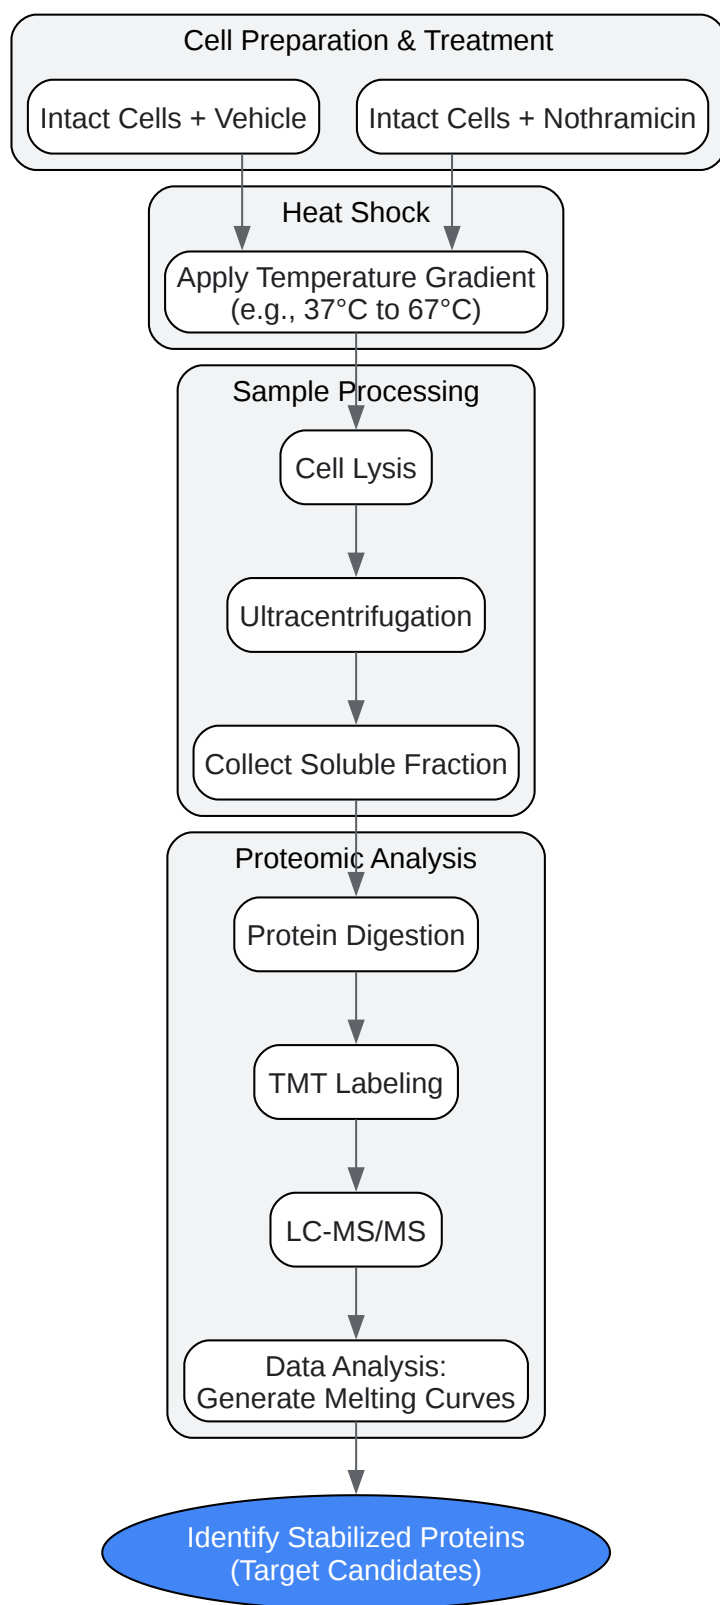 Cell Preparation & Treatment
Intact Cells + Vehicle
Intact Cells + Nothramicin
Heat Shock
Apply Temperature Gradient
(e.g., 37°C to 67°C)
Sample Processing
Cell Lysis
Ultracentrifugation
Collect Soluble Fraction
Proteomic Analysis
Protein Digestion
TMT Labeling
LC-MS/MS
Data Analysis:
Generate Melting Curves
Identify Stabilized Proteins
(Target Candidates)